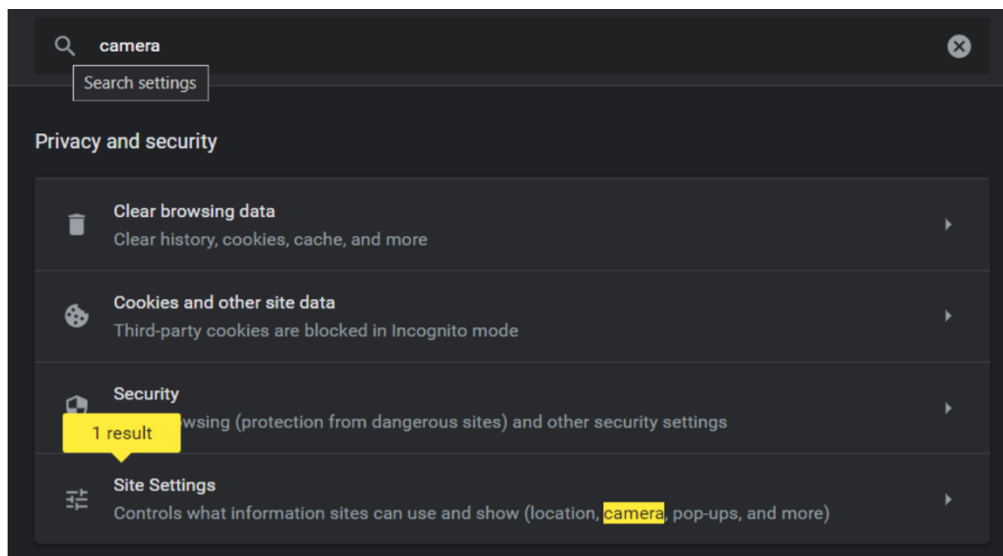 camera
Search settings
Privacy and security
Clear browsing data
Clear history, cookies, cache, and more
Cookies and other site data
Third-party cookies are blocked in Incognito mode
Security
1 result
wsing (protection from dangerous sites) and other security settings
Site Settings
Controls what information sites can use and show (location, camera, pop-ups, and more)